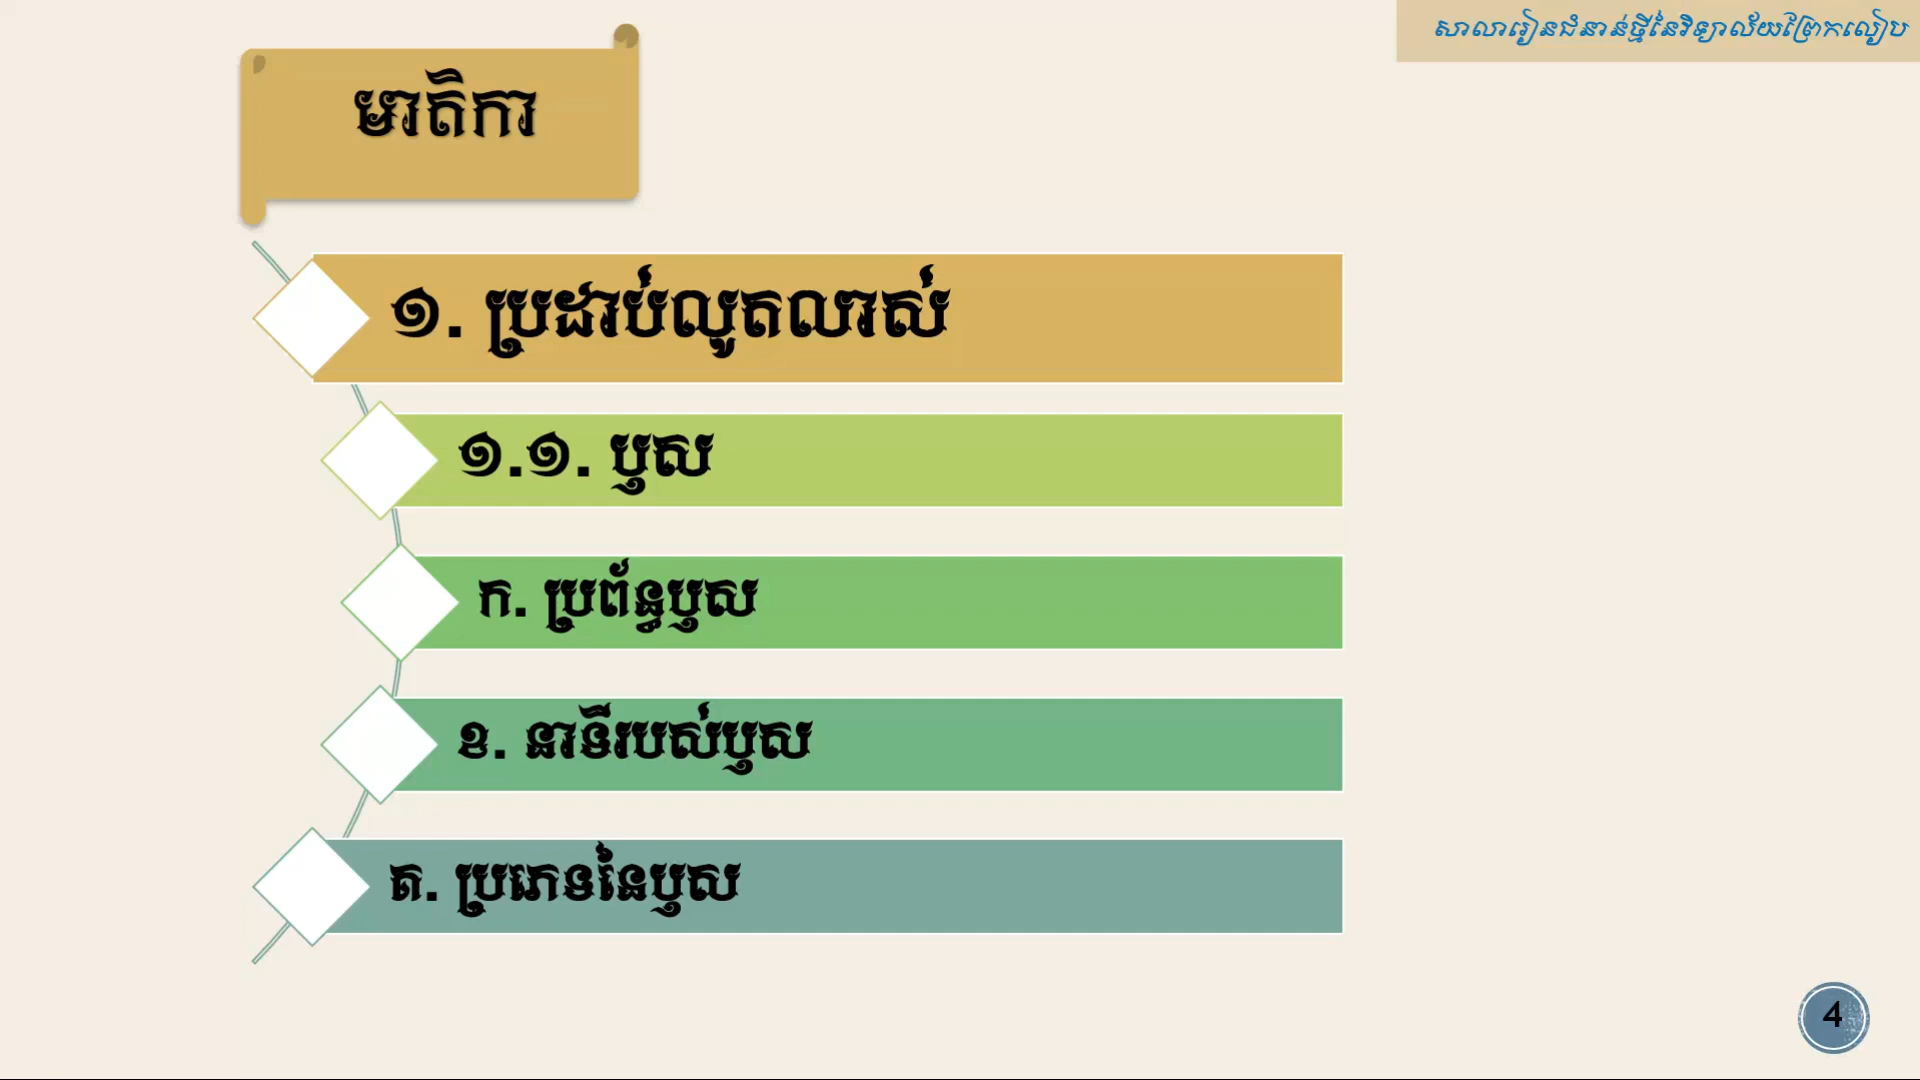 សាលារៀនជំនាន់ថ្មីនៃវិទ្យាល័យព្រែកលៀប
មាតិកា
១. ប្រដាប់លូតលាស់
១.១. ឫស
ក. ប្រព័ន្ធឫស
ខ. នាទីរបស់ឫស
គ. ប្រភេទនៃឫស
4